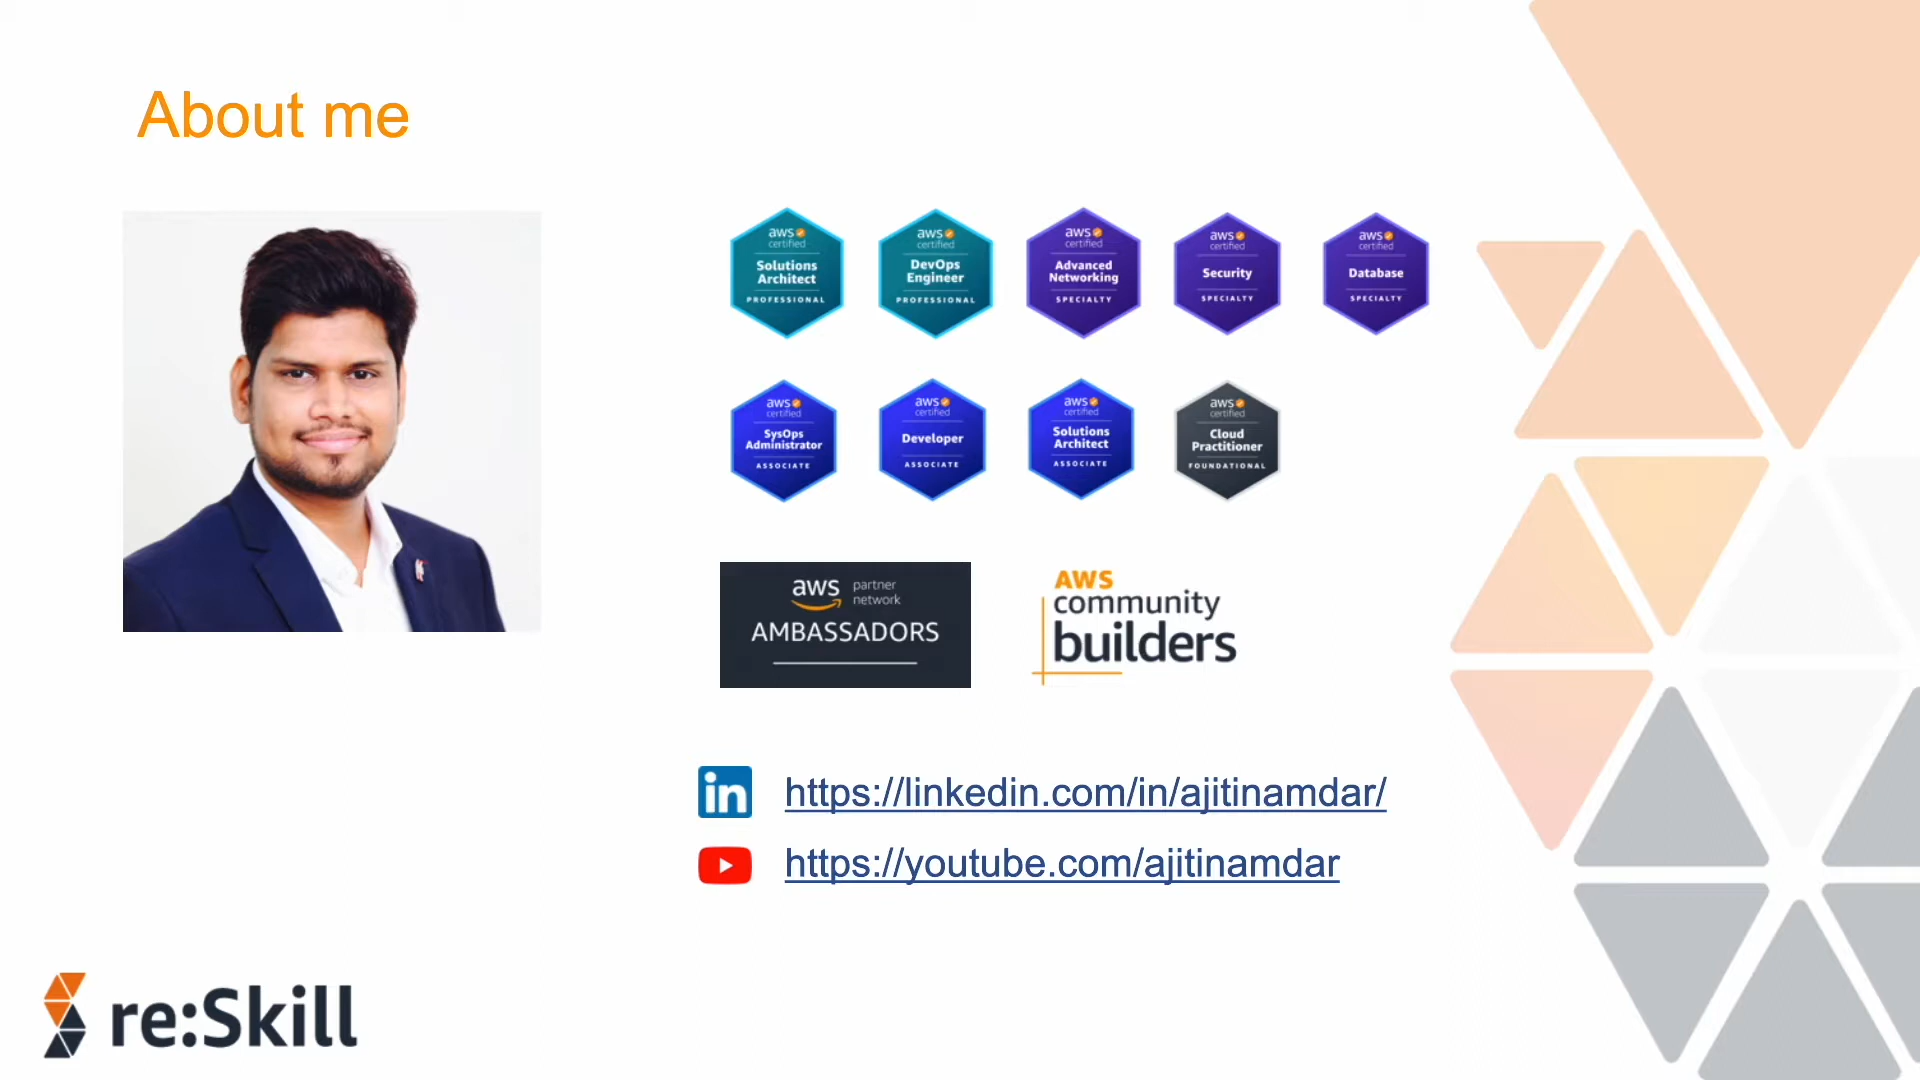 About me
aws
certified
Solutions
Architect
PROFESSIONAL
aws
certified
DevOps
Engineer
PROFESSIONAL
aws
certified
Advanced
Networking
SPECIALTY
aws
certified
Security
SPECIALTY
aws
certified
Database
SPECIALTY
aws
certified
SysOps
Administrator
ASSOCIATE
aws
certified
Developer
ASSOCIATE
aws
certified
Solutions
Architect
ASSOCIATE
aws
certified
Cloud
Practitioner
FOUNDATIONAL
aws partner
network
AMBASSADORS
AWS
community
builders
in https://linkedin.com/in/ajitinamdar/
https://youtube.com/ajitinamdar
re:Skill